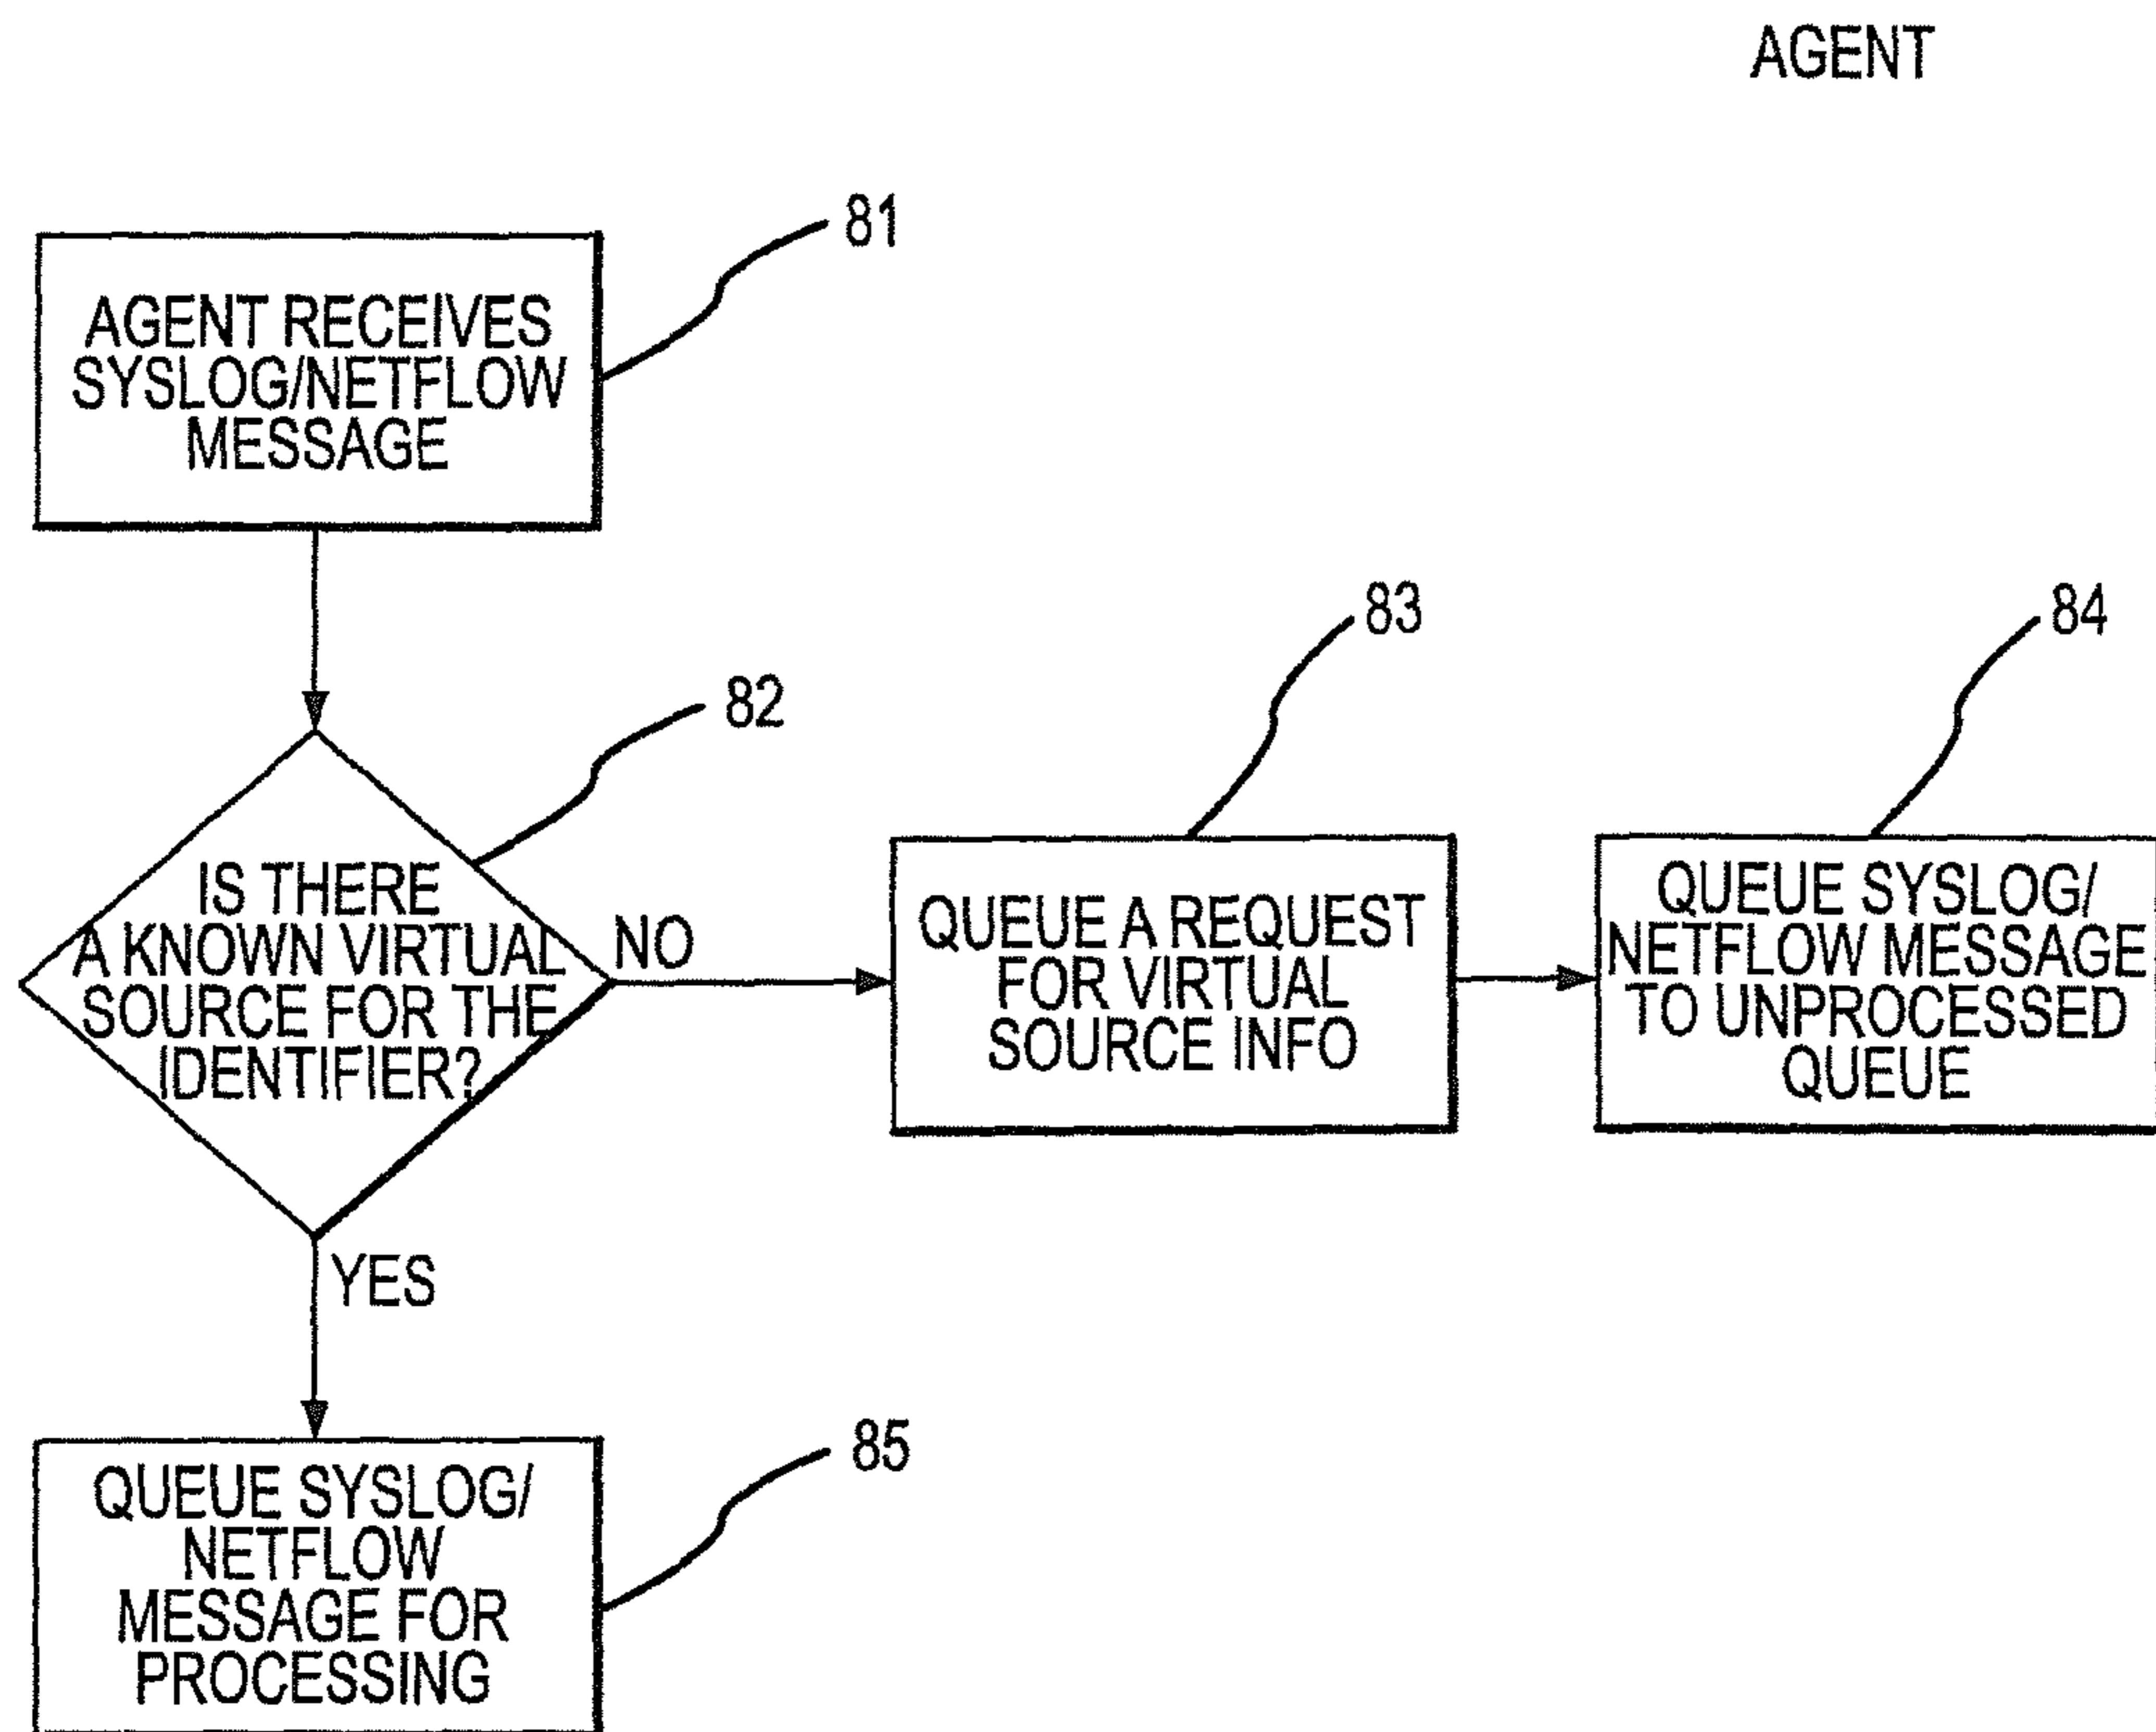 AGENT
81
AGENT RECEIVES
SYSLOG/NETFLOW
MESSAGE
82
IS THERE
A KNOWN VIRTUAL
SOURCE FOR THE
IDENTIFIER?
NO
83
QUEUE A REQUEST
FOR VIRTUAL
SOURCE INFO
84
QUEUE SYSLOG/
NETFLOW MESSAGE
TO UNPROCESSED
QUEUE
YES
85
QUEUE SYSLOG/
NETFLOW
MESSAGE FOR
PROCESSING